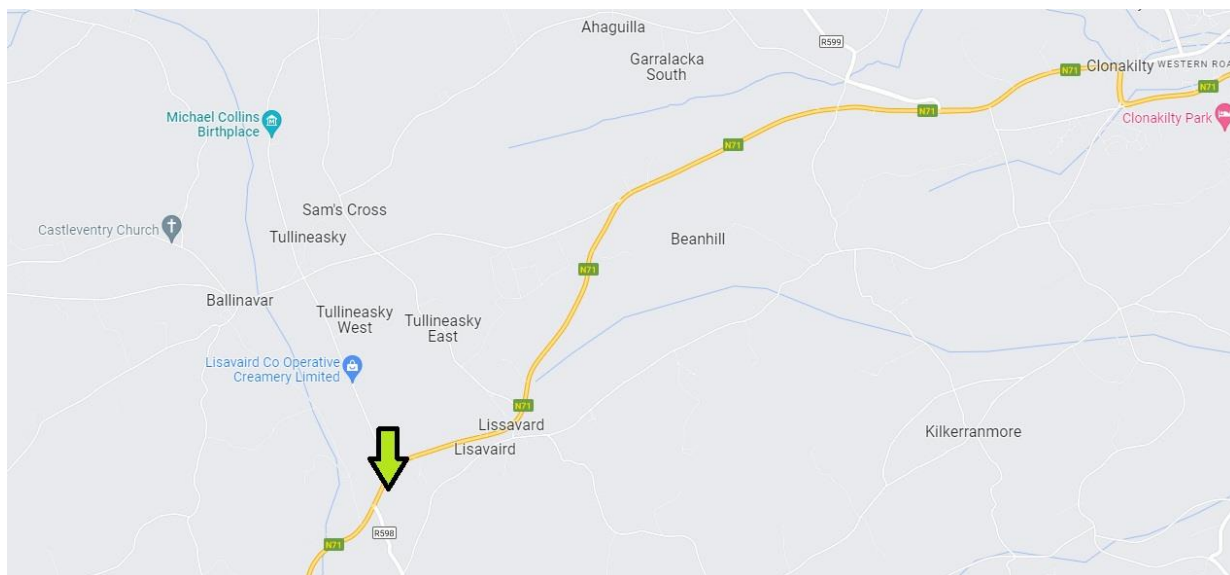 Ahaguilla
R599
Garralacka
South
N71
Clonakilty
WESTERN ROA
N71
N71
N71
Clonakilty Park
Michael Collins
Birthplace
N71
Sam's Cross
Castleventry Church
Tullineasky
Beanhill
N71
Ballinavar
Tullineasky
West
Tullineasky
East
Lisavaird Co Operative
Creamery Limited
N71
Lissavard
Kilkerranmore
Lisavaird
R598
N71